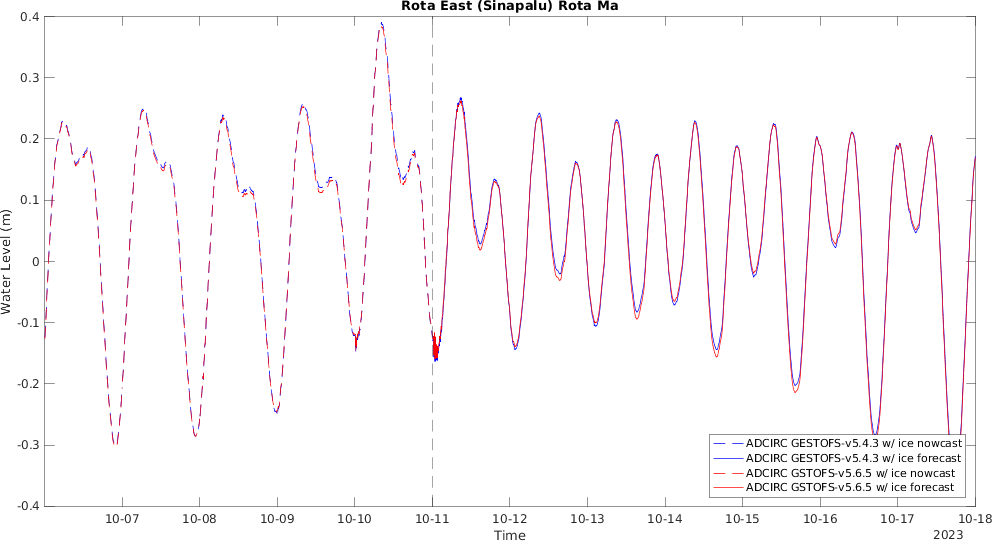 Rota East (Sinapalu) Rota Ma
0.4
0.3
0.2
0.1
0
-0.1
-0.2
-0.3
-0.4
Water Level (m)
ADCIRC GESTOFS-v5.4.3 w/ ice nowcast
ADCIRC GESTOFS-v5.4.3 w/ ice forecast
ADCIRC GSTOFS-v5.6.5 w/ ice nowcast
ADCIRC GSTOFS-v5.6.5 w/ ice forecast
10-07 10-08 10-09 10-10 10-11 10-12 10-13 10-14 10-15 10-16 10-17 10-18
Time
2023